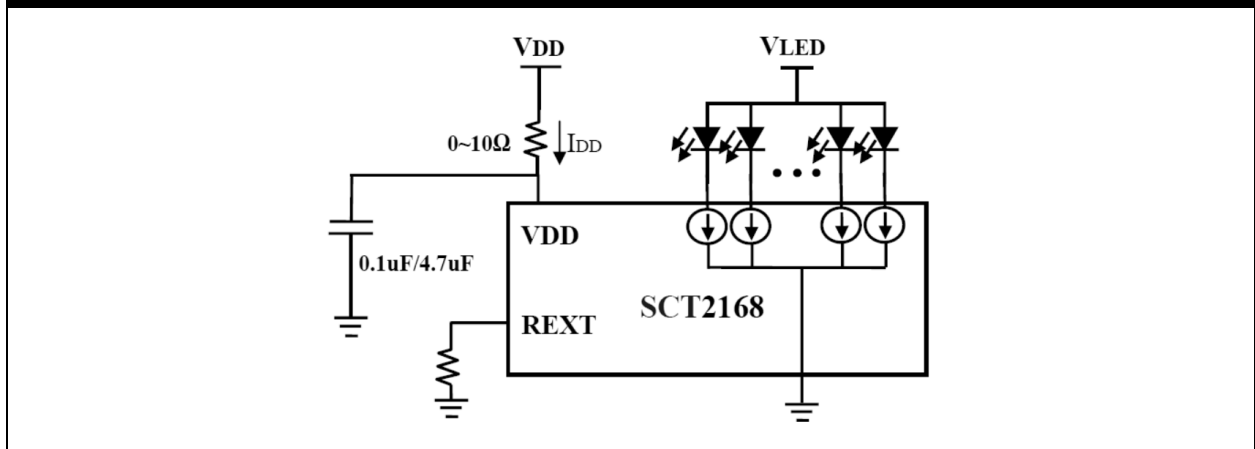 VDD
VLED
0~10Ω
IDD
VDD
0.1uF/4.7uF
SCT2168
REXT